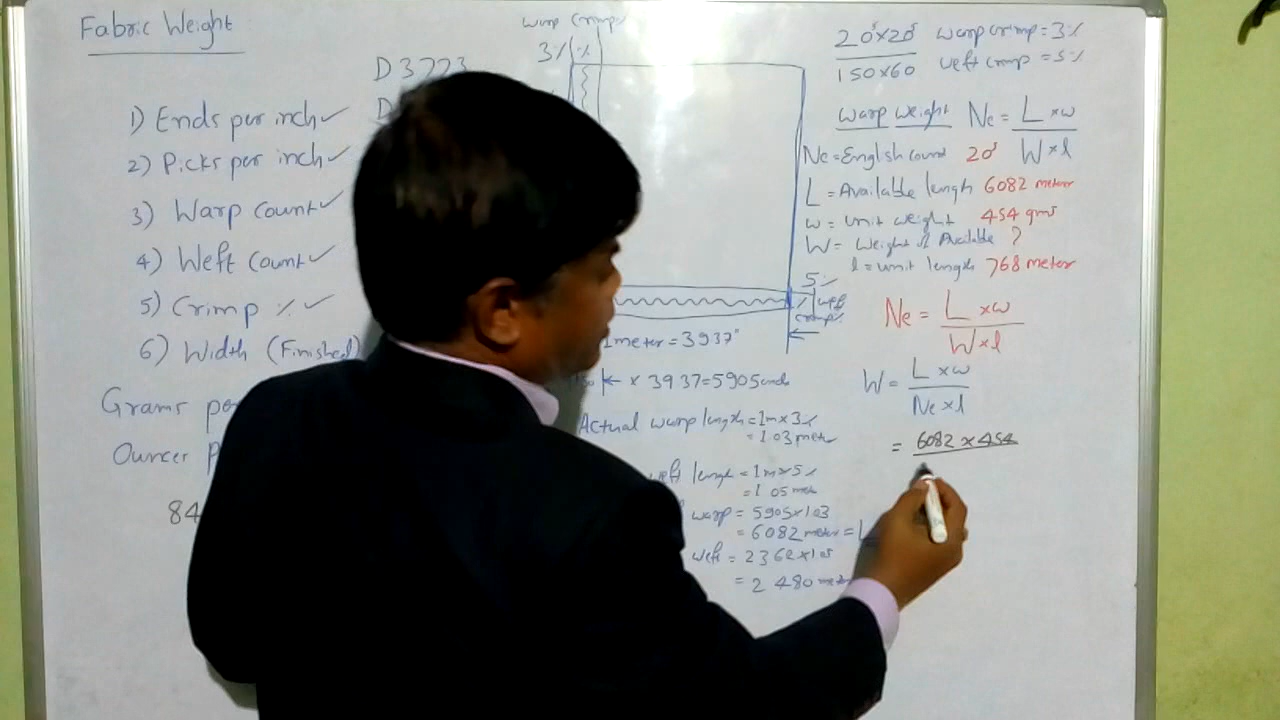 Fabric Weight
1) Ends per inch ✓
2) Picks per inch ✓
3) Warp Count ✓
4) Weft Count ✓
5) Crimp % ✓
6) Width (Finished)
Grams pe
Ouncer P
84
D 3773
D
warp Crimp
3% %
5%
% weft
crimp%
1meter = 39.37"
← × 39.37=5905 ends
Actual warp length = 1m×3%
= 1.03 meter
weft length = 1m×5%
= 1.05 meter
warp = 5905×1.03
= 6082 meter = L
weft = 2362×1.05
= 2480 meter
20s×20s warp crimp = 3%
150×60 weft crimp = 5%
Warp Weight Ne = L × w
W × l
Ne = English Count 20s
L = Available length 6082 meter
w = unit weight 454 gms
W = Weight of Available ?
l = unit length 768 meter
Ne = L × w
W × l
W = L × w
Ne × l
= 6082 × 454